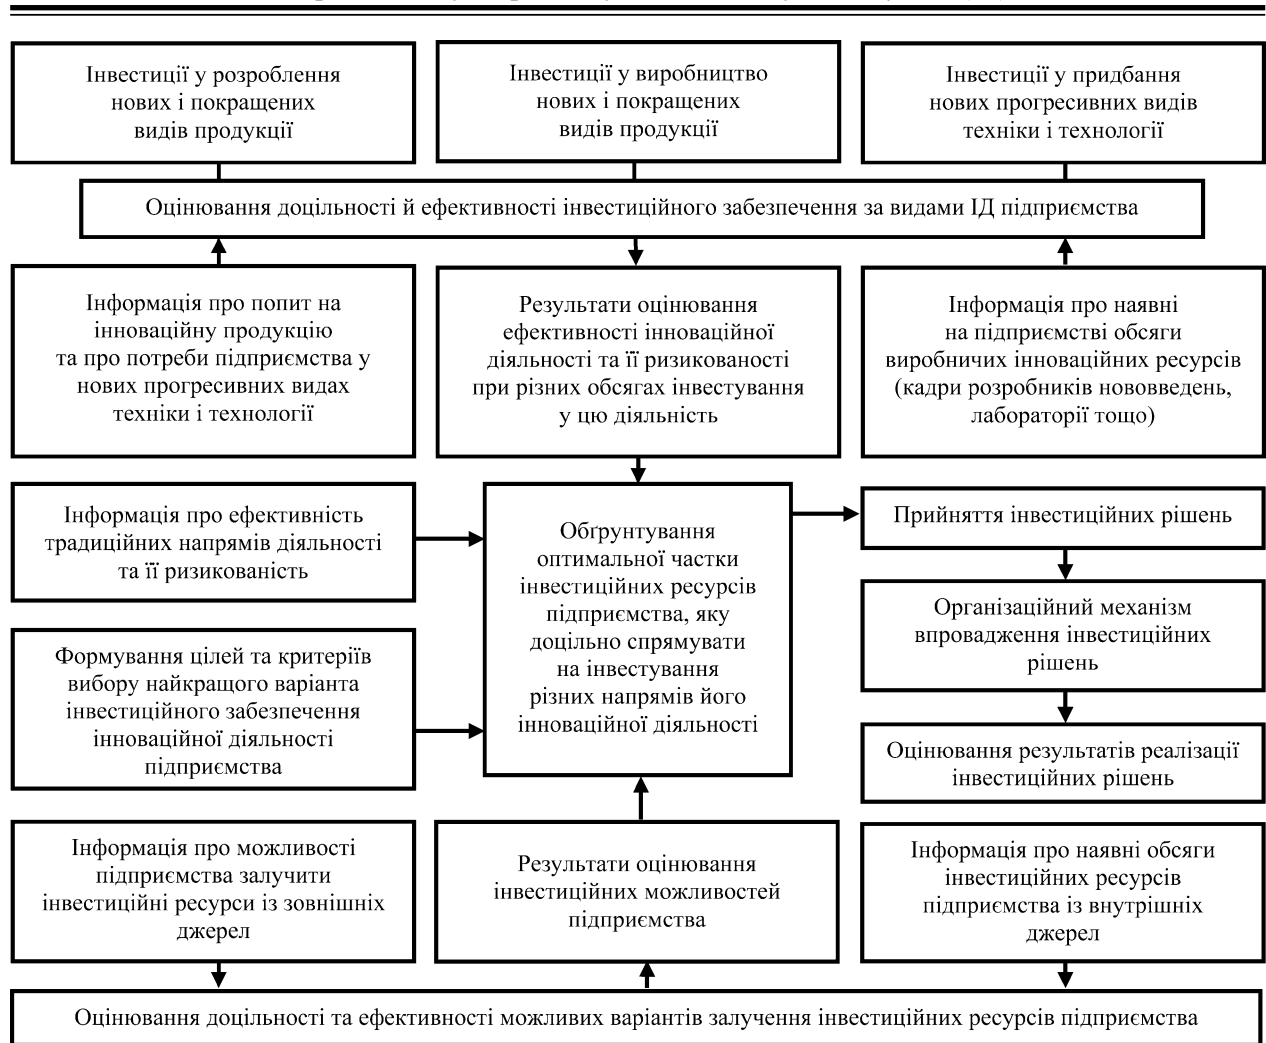 Інвестиції у розроблення
нових і покращених
видів продукції
Інвестиції у виробництво
нових і покращених
видів продукції
Інвестиції у придбання
нових прогресивних видів
техніки і технології
Оцінювання доцільності й ефективності інвестиційного забезпечення за видами ІД підприємства
Інформація про попит на
інноваційну продукцію
та про потреби підприємства у
нових прогресивних видах
техніки і технології
Результати оцінювання
ефективності інноваційної
діяльності та її ризикованості
при різних обсягах інвестування
у цю діяльність
Інформація про наявні
на підприємстві обсяги
виробничих інноваційних ресурсів
(кадри розробників нововведень,
лабораторії тощо)
Інформація про ефективність
традиційних напрямів діяльності
та її ризикованість
Обґрунтування
оптимальної частки
інвестиційних ресурсів
підприємства, яку
доцільно спрямувати
на інвестування
різних напрямів його
інноваційної діяльності
Прийняття інвестиційних рішень
Організаційний механізм
впровадження інвестиційних
рішень
Формування цілей та критеріїв
вибору найкращого варіанта
інвестиційного забезпечення
інноваційної діяльності
підприємства
Оцінювання результатів реалізації
інвестиційних рішень
Інформація про можливості
підприємства залучити
інвестиційні ресурси із зовнішніх
джерел
Результати оцінювання
інвестиційних можливостей
підприємства
Інформація про наявні обсяги
інвестиційних ресурсів
підприємства із внутрішніх
джерел
Оцінювання доцільності та ефективності можливих варіантів залучення інвестиційних ресурсів підприємства